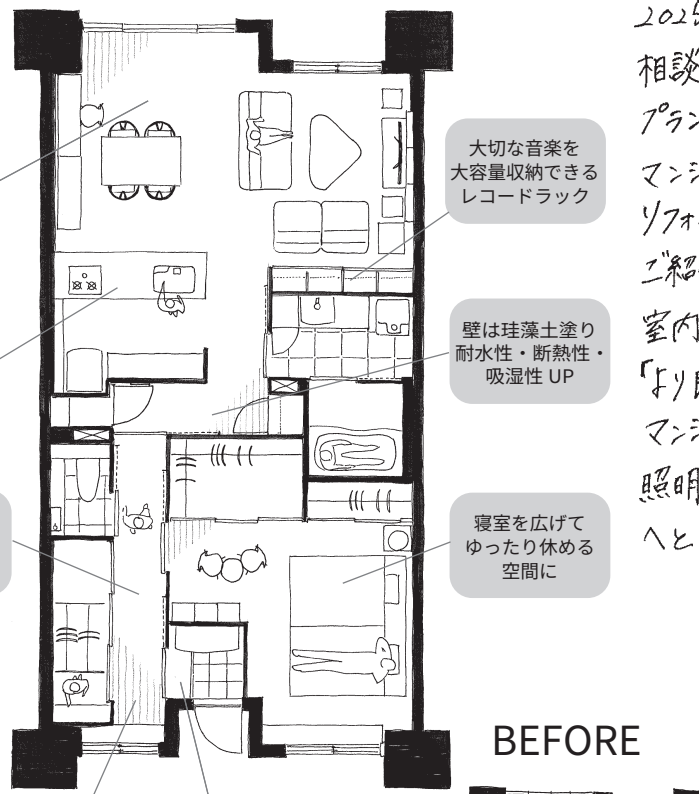 大切な音楽を
大容量収納できる
レコードラック
壁は珪藻土塗り
耐水性・断熱性・
吸湿性 UP
寝室を広げて
ゆったり休める
空間に
BEFORE
2025
相談
プラン
マンシ
リフォ
ご紹
室内
「より
マンシ
照明
へと